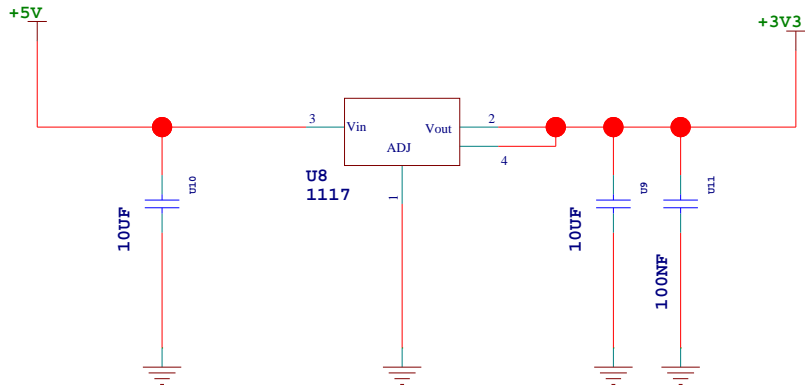 +5V
+3V3
3
Vin
Vout
2
ADJ
4
U8
1117
1
U10
10UF
U9
10UF
U11
100NF